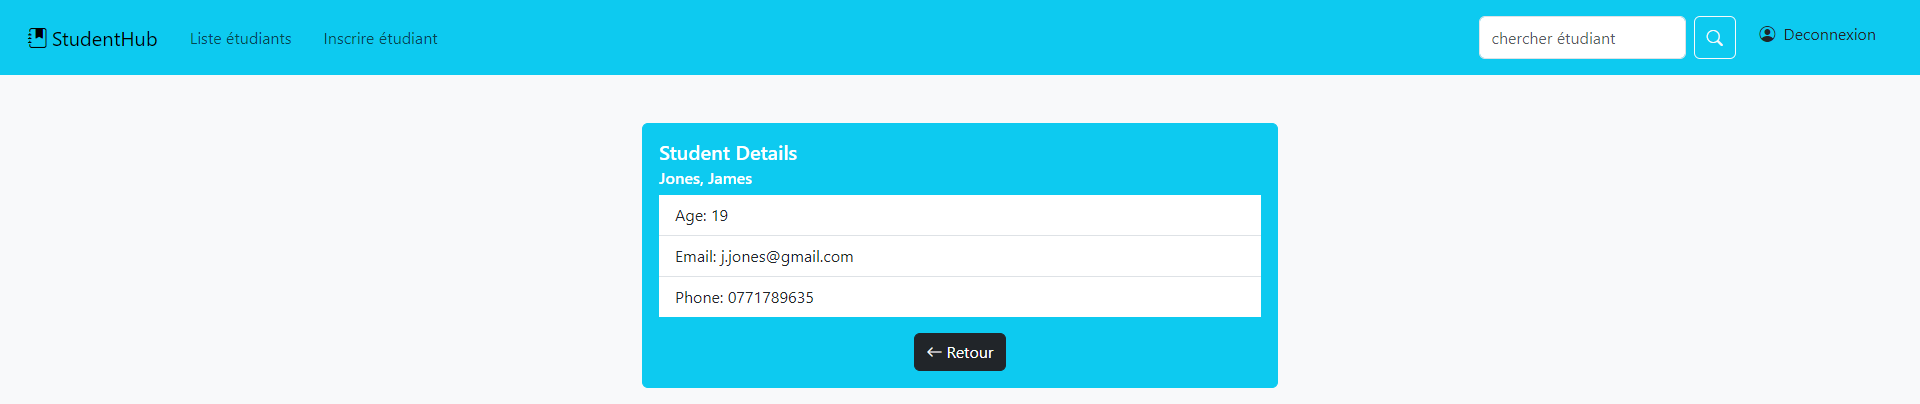 StudentHub Liste étudiants Inscrire étudiant chercher étudiant Deconnexion
Student Details
Jones, James
Age: 19
Email: j.jones@gmail.com
Phone: 0771789635
← Retour